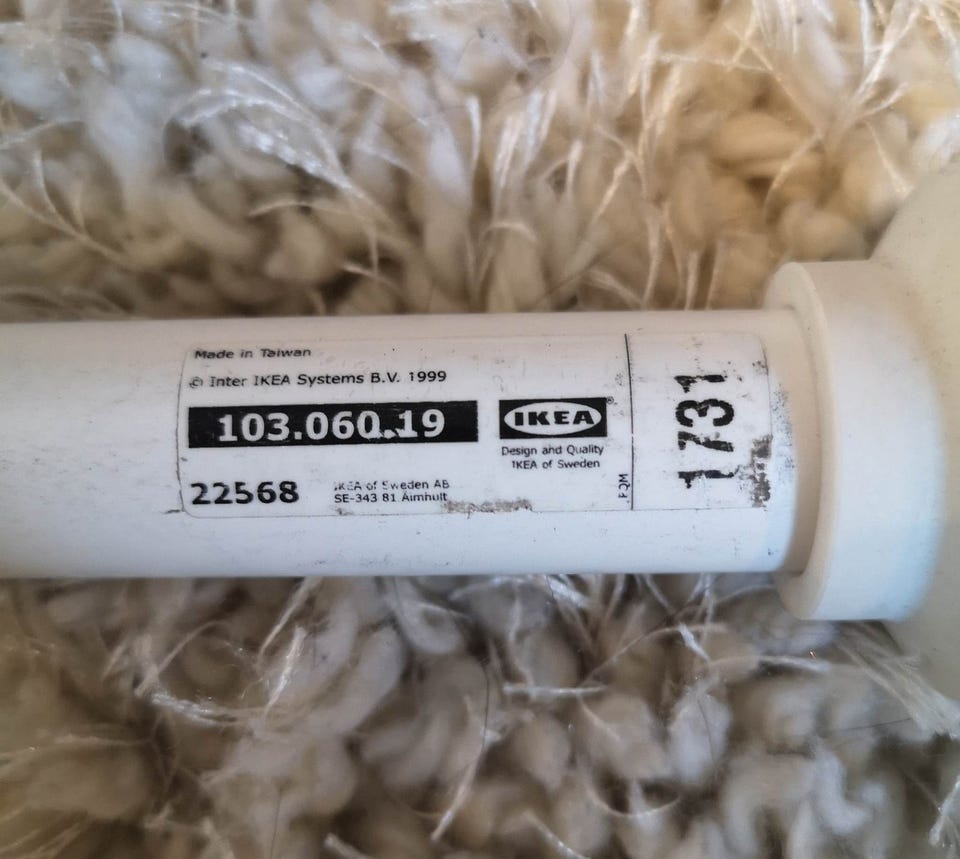 Made in Taiwan
© Inter IKEA Systems B.V. 1999
103.060.19
IKEA®
Design and Quality
IKEA of Sweden
22568
IKEA of Sweden AB
SE-343 81 Älmhult
1731